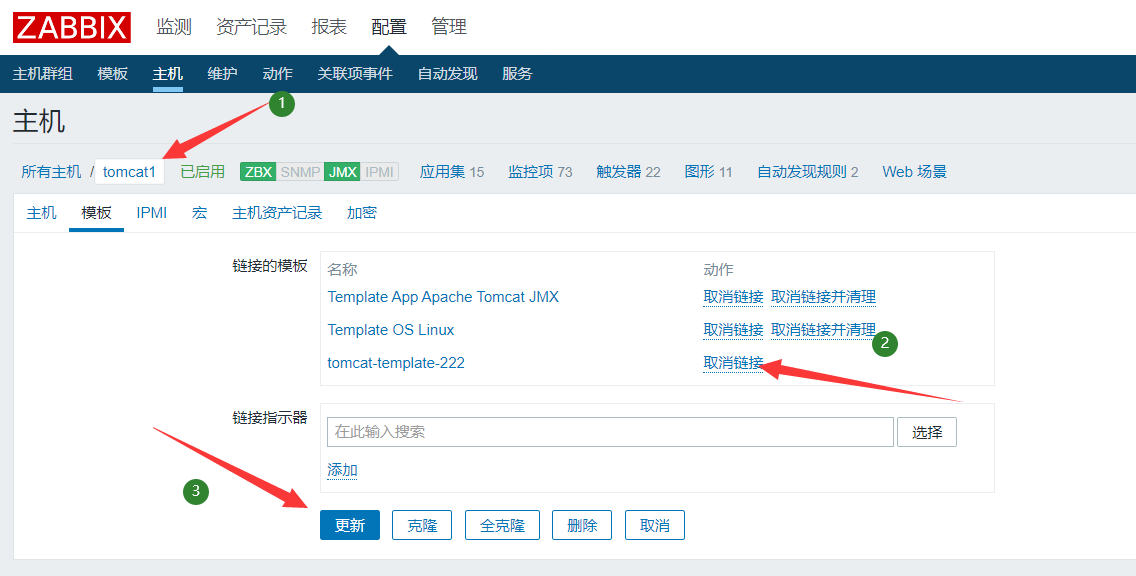 ZABBIX 监测 资产记录 报表 配置 管理
主机群组 模板 主机 维护 动作 关联项事件 自动发现 服务
1
主机
所有主机 / tomcat1 已启用 ZBX SNMP JMX IPMI 应用集 15 监控项 73 触发器 22 图形 11 自动发现规则 2 Web 场景
主机 模板 IPMI 宏 主机资产记录 加密
链接的模板 名称 动作
Template App Apache Tomcat JMX 取消链接 取消链接并清理
Template OS Linux 取消链接 取消链接并清理
2
tomcat-template-222 取消链接
链接指示器
在此输入搜索 选择
添加
3
更新 克隆 全克隆 删除 取消